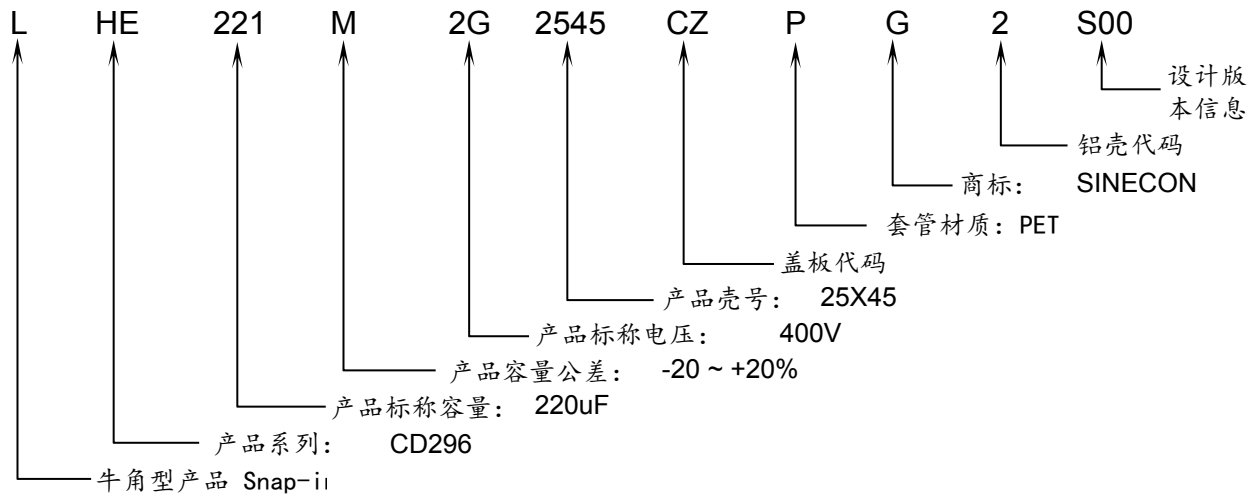 L HE 221 M 2G 2545 CZ P G 2 S00
设计版
本信息
铝壳代码
商标： SINECON
套管材质：PET
盖板代码
产品壳号： 25X45
产品标称电压： 400V
产品容量公差： -20 ~ +20%
产品标称容量： 220uF
产品系列： CD296
牛角型产品